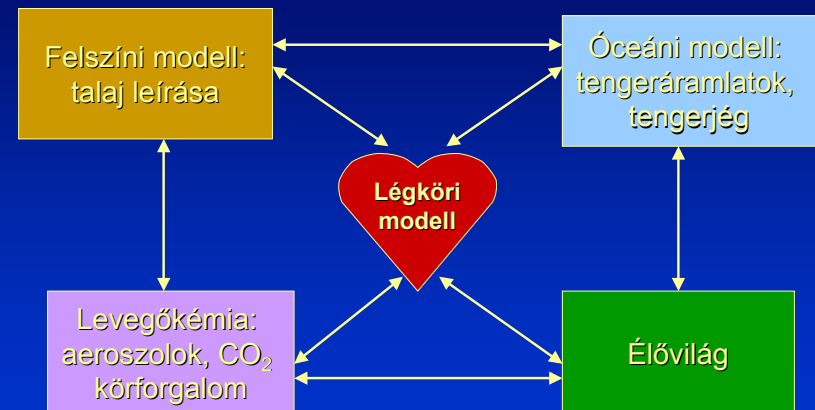 Felszíni modell:
talaj leírása
Óceáni modell:
tengeráramlatok,
tengerjég
Légköri
modell
Levegőkémia:
aeroszolok, CO₂
körforgalom
Élővilág